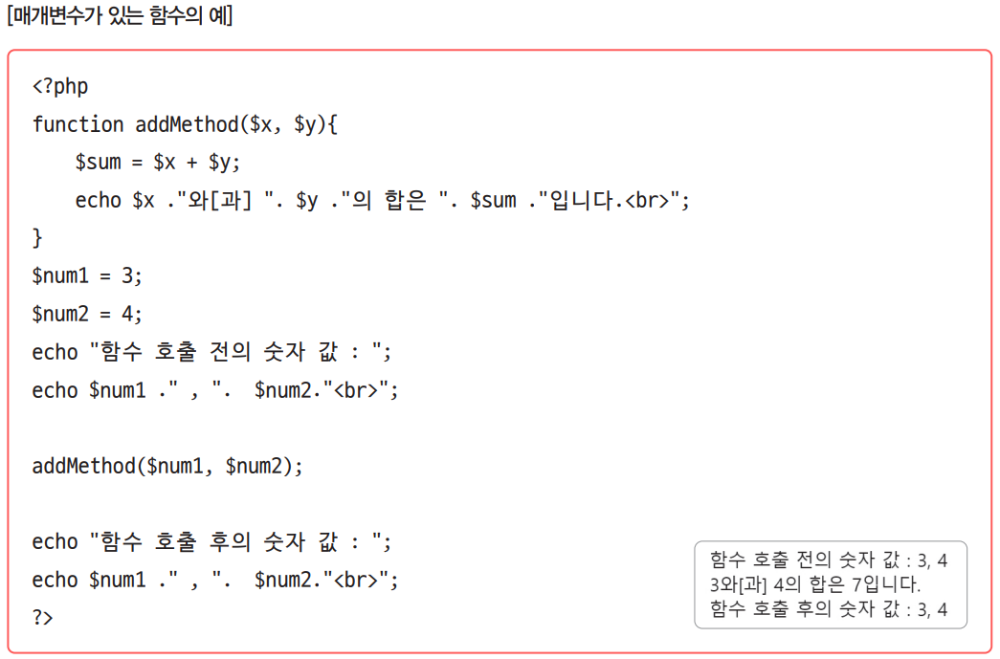 [매개변수가 있는 함수의 예]
<?php
function addMethod($x, $y){
    $sum = $x + $y;
    echo $x ."와[과] ". $y ."의 합은 ". $sum ."입니다.<br>";
}
$num1 = 3;
$num2 = 4;
echo "함수 호출 전의 숫자 값 : ";
echo $num1 ." , ".  $num2."<br>";
addMethod($num1, $num2);
echo "함수 호출 후의 숫자 값 : ";
echo $num1 ." , ".  $num2."<br>";
?>
함수 호출 전의 숫자 값 : 3, 4
3와[과] 4의 합은 7입니다.
함수 호출 후의 숫자 값 : 3, 4